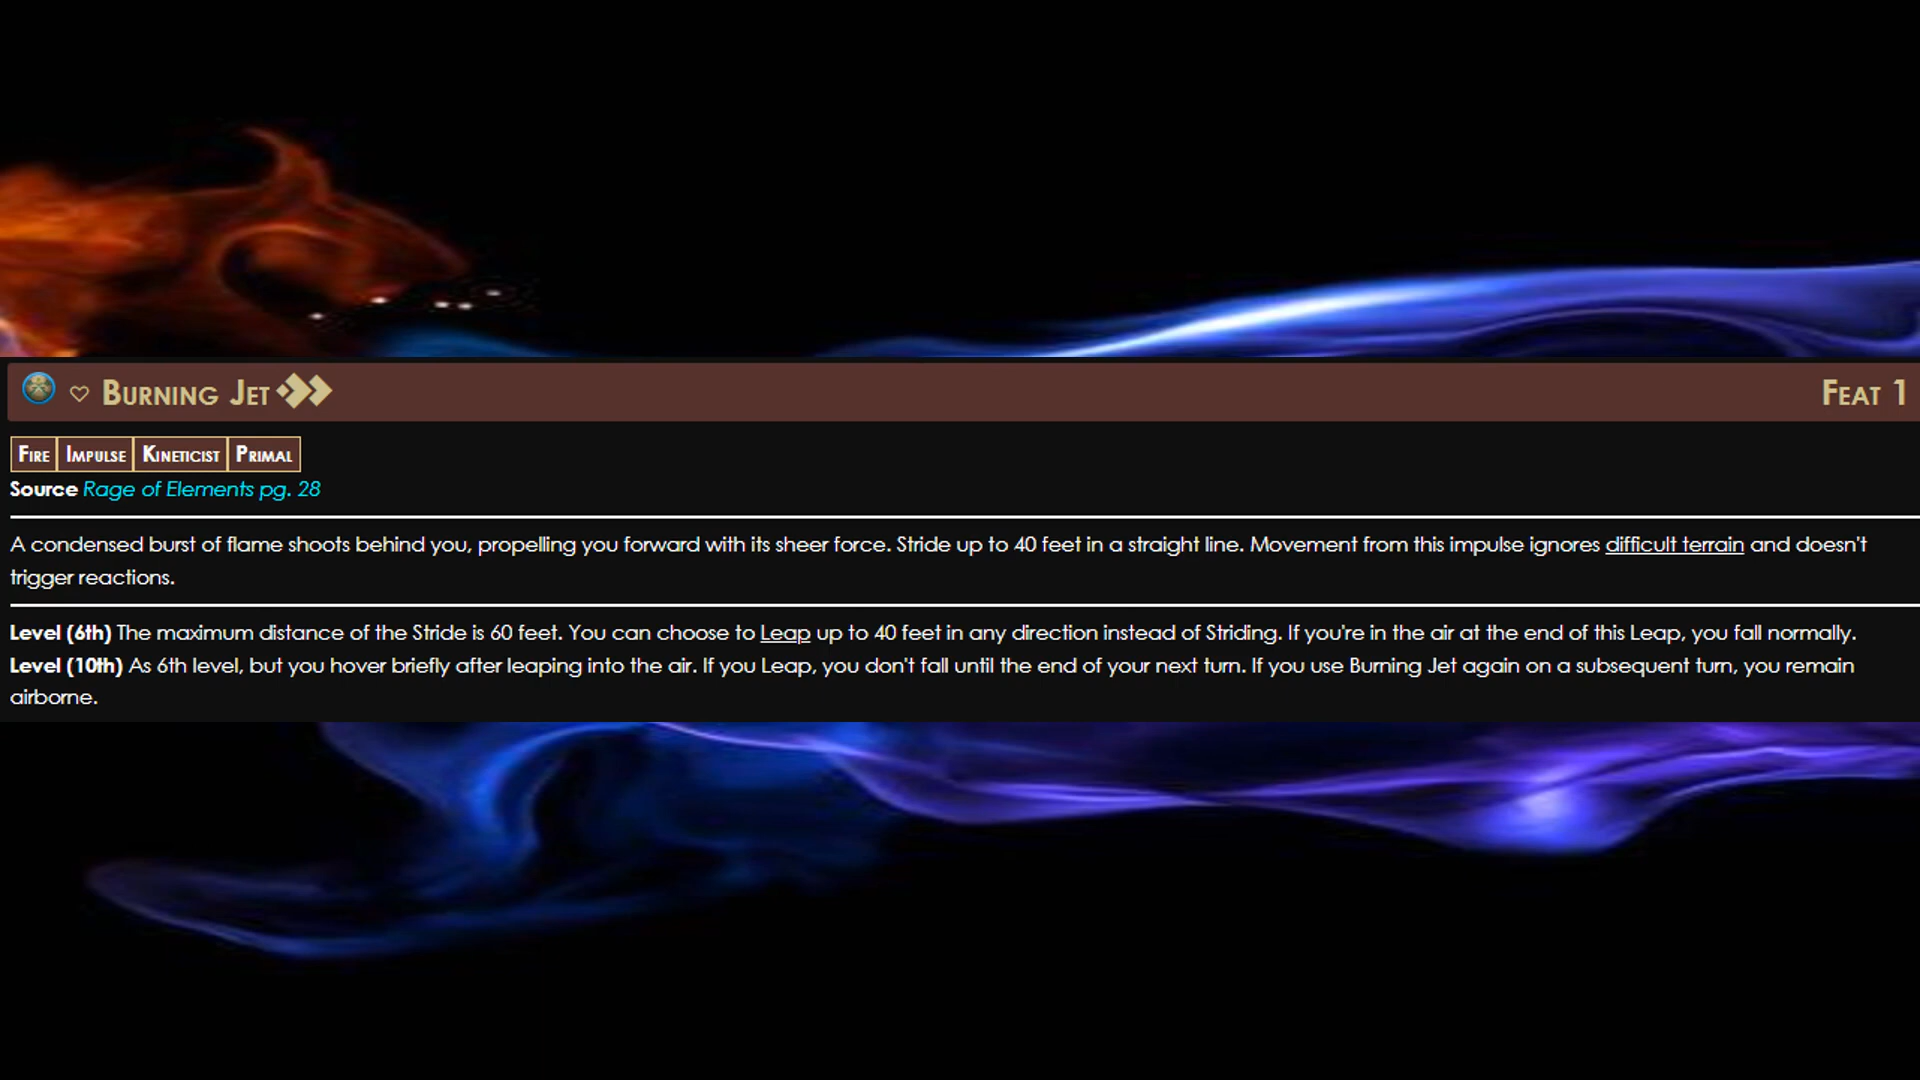 Burning Jet
Feat 1
Fire Impulse Kineticist Primal
Source Rage of Elements pg. 28
A condensed burst of flame shoots behind you, propelling you forward with its sheer force. Stride up to 40 feet in a straight line. Movement from this impulse ignores difficult terrain and doesn't
trigger reactions.
Level (6th) The maximum distance of the Stride is 60 feet. You can choose to Leap up to 40 feet in any direction instead of Striding. If you're in the air at the end of this Leap, you fall normally.
Level (10th) As 6th level, but you hover briefly after leaping into the air. If you Leap, you don't fall until the end of your next turn. If you use Burning Jet again on a subsequent turn, you remain
airborne.